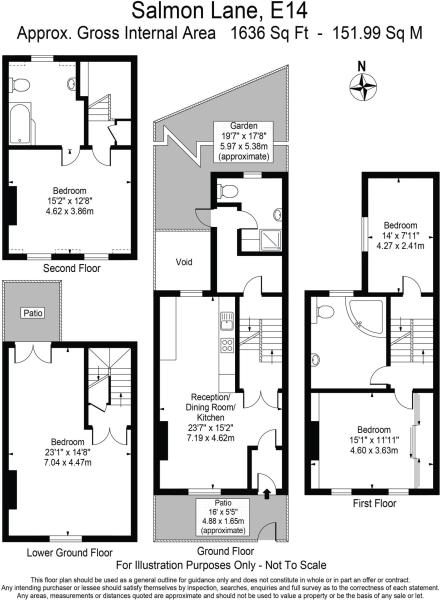 Salmon Lane, E14
Approx. Gross Internal Area   1636 Sq Ft  -  151.99 Sq M
N
Garden
19'7" x 17'8"
5.97 x 5.38m
(approximate)
Bedroom
15'2" x 12'8"
4.62 x 3.86m
Second Floor
Bedroom
14' x 7'11"
4.27 x 2.41m
Void
Patio
Reception/
Dining Room/
Kitchen
23'7" x 15'2"
7.19 x 4.62m
Bedroom
23'1" x 14'8"
7.04 x 4.47m
Bedroom
15'1" x 11'11"
4.60 x 3.63m
Patio
16' x 5'5"
4.88 x 1.65m
(approximate)
First Floor
Lower Ground Floor
Ground Floor
For Illustration Purposes Only - Not To Scale
This floor plan should be used as a general outline for guidance only and does not constitute in whole or in part an offer or contract.
Any intending purchaser or lessee should satisfy themselves by inspection, searches, enquiries and full survey as to the correctness of each statement.
Any areas, measurements or distances quoted are approximate and should not be used to value a property or be the basis of any sale or let.